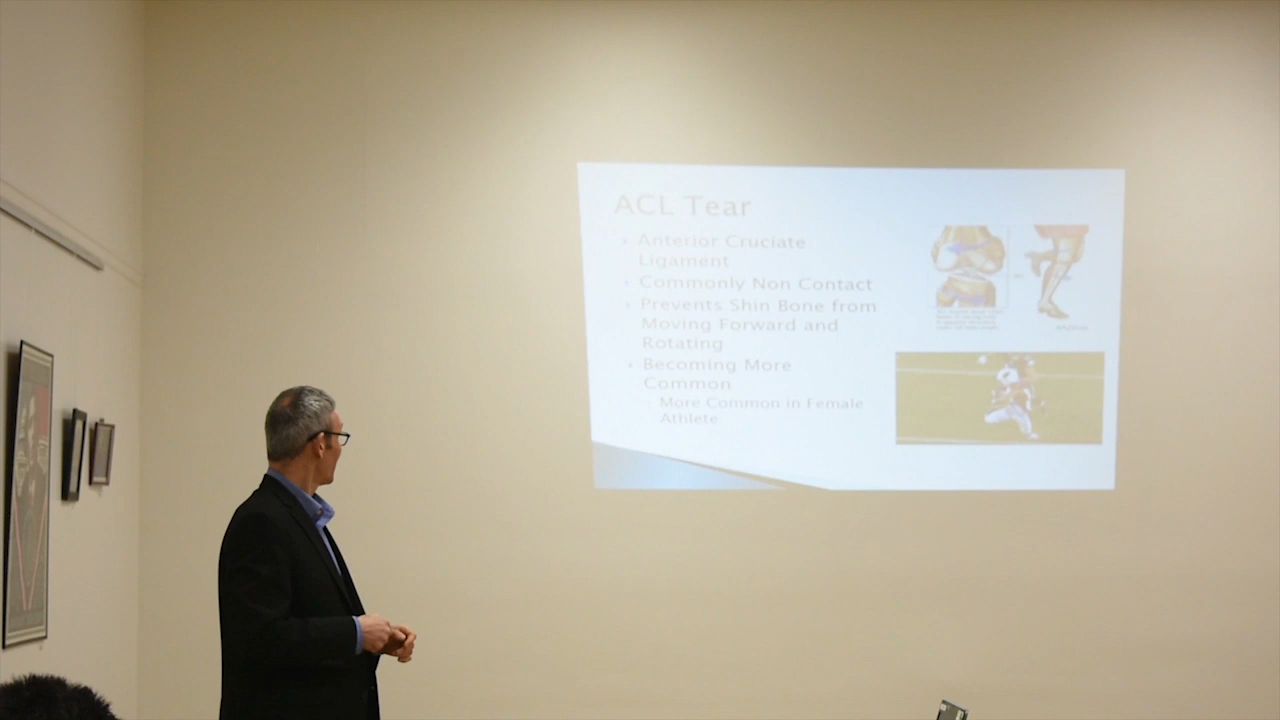 ACL Tear
Anterior Cruciate
Ligament
Commonly Non Contact
Prevents Shin Bone from
Moving Forward and
Rotating
Becoming More
Common
More Common in Female
Athlete